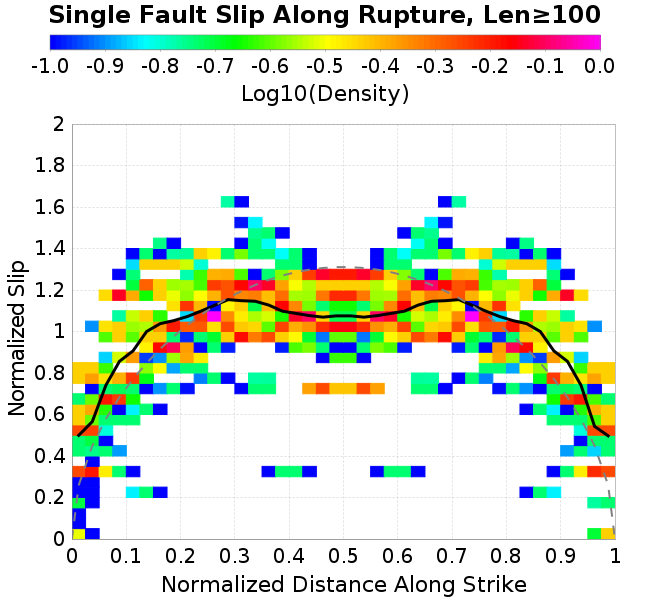 Single Fault Slip Along Rupture, Len≥100
-1.0 -0.9 -0.8 -0.7 -0.6 -0.5 -0.4 -0.3 -0.2 -0.1 0.0
Log10(Density)
2
1.8
1.6
1.4
1.2
1
0.8
0.6
0.4
0.2
0
Normalized Slip
0 0.1 0.2 0.3 0.4 0.5 0.6 0.7 0.8 0.9 1
Normalized Distance Along Strike